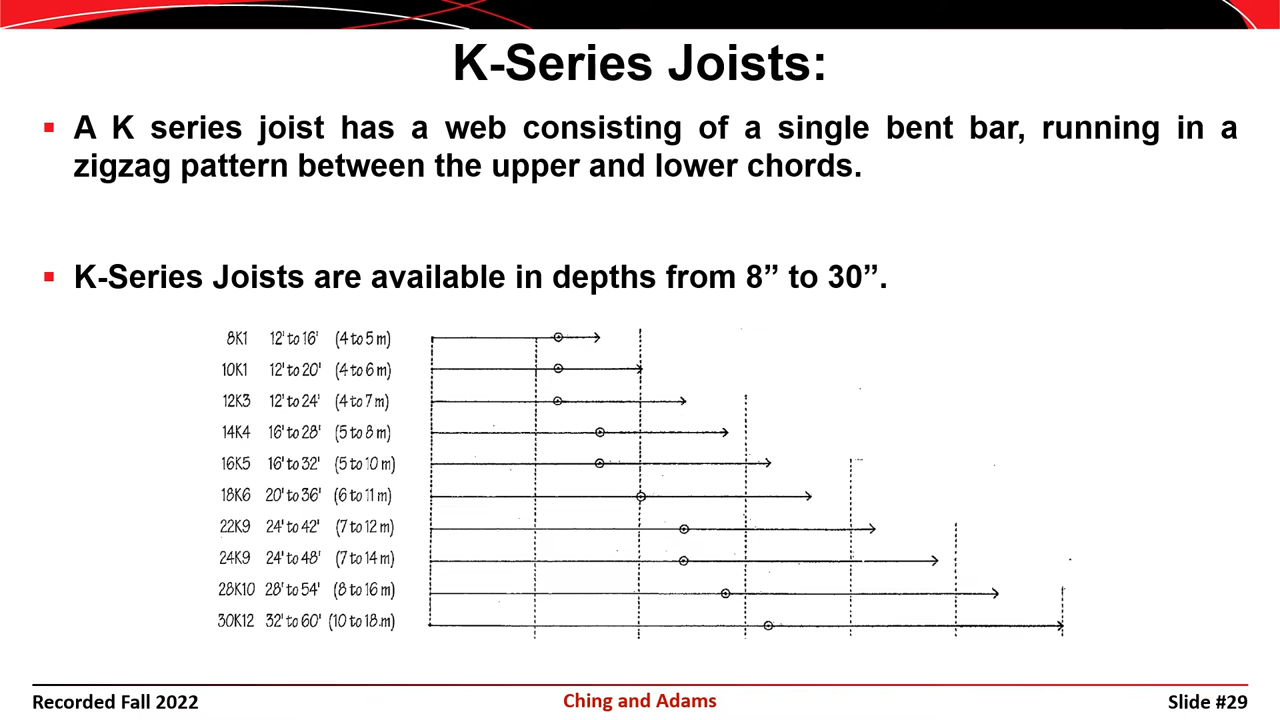 K-Series Joists:
▪ A K series joist has a web consisting of a single bent bar, running in a
zigzag pattern between the upper and lower chords.
▪ K-Series Joists are available in depths from 8” to 30”.
8K1 12' to 16' (4 to 5 m)
10K1 12' to 20' (4 to 6 m)
12K3 12' to 24' (4 to 7 m)
14K4 16' to 28' (5 to 8 m)
16K5 16' to 32' (5 to 10 m)
18K6 20' to 36' (6 to 11 m)
22K9 24' to 42' (7 to 12 m)
24K9 24' to 48' (7 to 14 m)
28K10 28' to 54' (8 to 16 m)
30K12 32' to 60' (10 to 18 m)
Recorded Fall 2022 Ching and Adams Slide #29